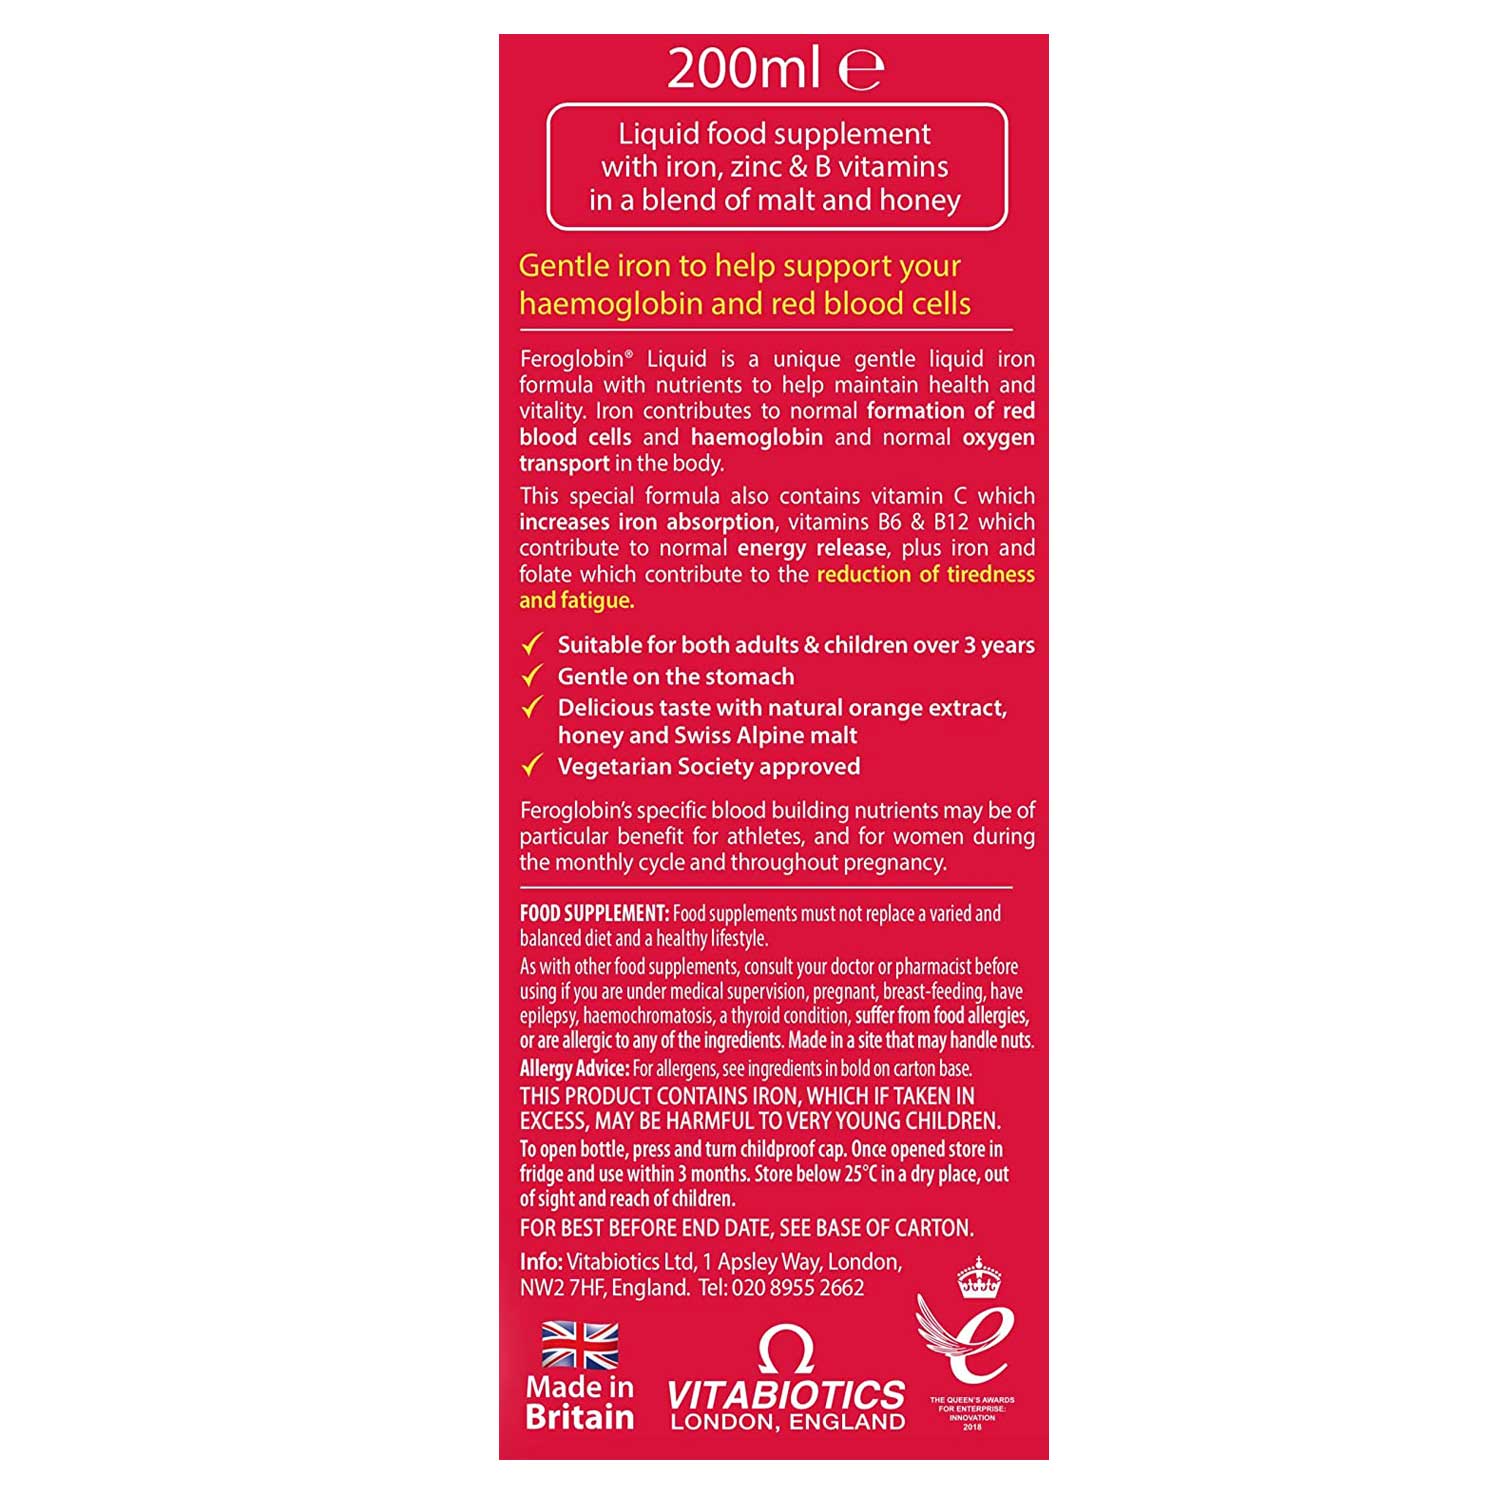 200ml ℮
Liquid food supplement
with iron, zinc & B vitamins
in a blend of malt and honey
Gentle iron to help support your
haemoglobin and red blood cells
Feroglobin® Liquid is a unique gentle liquid iron
formula with nutrients to help maintain health and
vitality. Iron contributes to normal formation of red
blood cells and haemoglobin and normal oxygen
transport in the body.
This special formula also contains vitamin C which
increases iron absorption, vitamins B6 & B12 which
contribute to normal energy release, plus iron and
folate which contribute to the reduction of tiredness
and fatigue.
✓ Suitable for both adults & children over 3 years
✓ Gentle on the stomach
✓ Delicious taste with natural orange extract,
honey and Swiss Alpine malt
✓ Vegetarian Society approved
Feroglobin's specific blood building nutrients may be of
particular benefit for athletes, and for women during
the monthly cycle and throughout pregnancy.
FOOD SUPPLEMENT: Food supplements must not replace a varied and
balanced diet and a healthy lifestyle.
As with other food supplements, consult your doctor or pharmacist before
using if you are under medical supervision, pregnant, breast-feeding, have
epilepsy, haemochromatosis, a thyroid condition, suffer from food allergies,
or are allergic to any of the ingredients. Made in a site that may handle nuts.
Allergy Advice: For allergens, see ingredients in bold on carton base.
THIS PRODUCT CONTAINS IRON, WHICH IF TAKEN IN
EXCESS, MAY BE HARMFUL TO VERY YOUNG CHILDREN.
To open bottle, press and turn childproof cap. Once opened store in
fridge and use within 3 months. Store below 25°C in a dry place, out
of sight and reach of children.
FOR BEST BEFORE END DATE, SEE BASE OF CARTON.
Info: Vitabiotics Ltd, 1 Apsley Way, London,
NW2 7HF, England. Tel: 020 8955 2662
Made in
Britain
VITABIOTICS
LONDON, ENGLAND
THE QUEEN'S AWARDS
FOR ENTERPRISE:
INNOVATION
2018